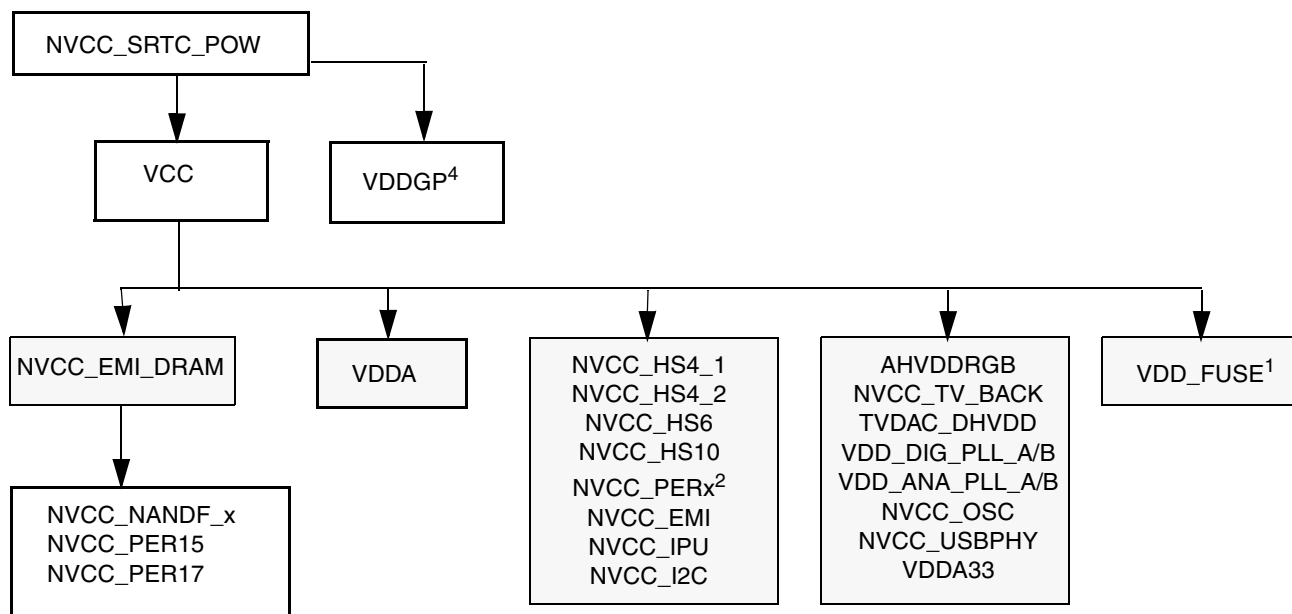 NVCC_SRTC_POW
VCC
VDDGP4
NVCC_EMI_DRAM
VDDA
NVCC_HS4_1
NVCC_HS4_2
NVCC_HS6
NVCC_HS10
NVCC_PERx2
NVCC_EMI
NVCC_IPU
NVCC_I2C
AHVDDRGB
NVCC_TV_BACK
TVDAC_DHVDD
VDD_DIG_PLL_A/B
VDD_ANA_PLL_A/B
NVCC_OSC
NVCC_USBPHY
VDDA33
VDD_FUSE1
NVCC_NANDF_x
NVCC_PER15
NVCC_PER17